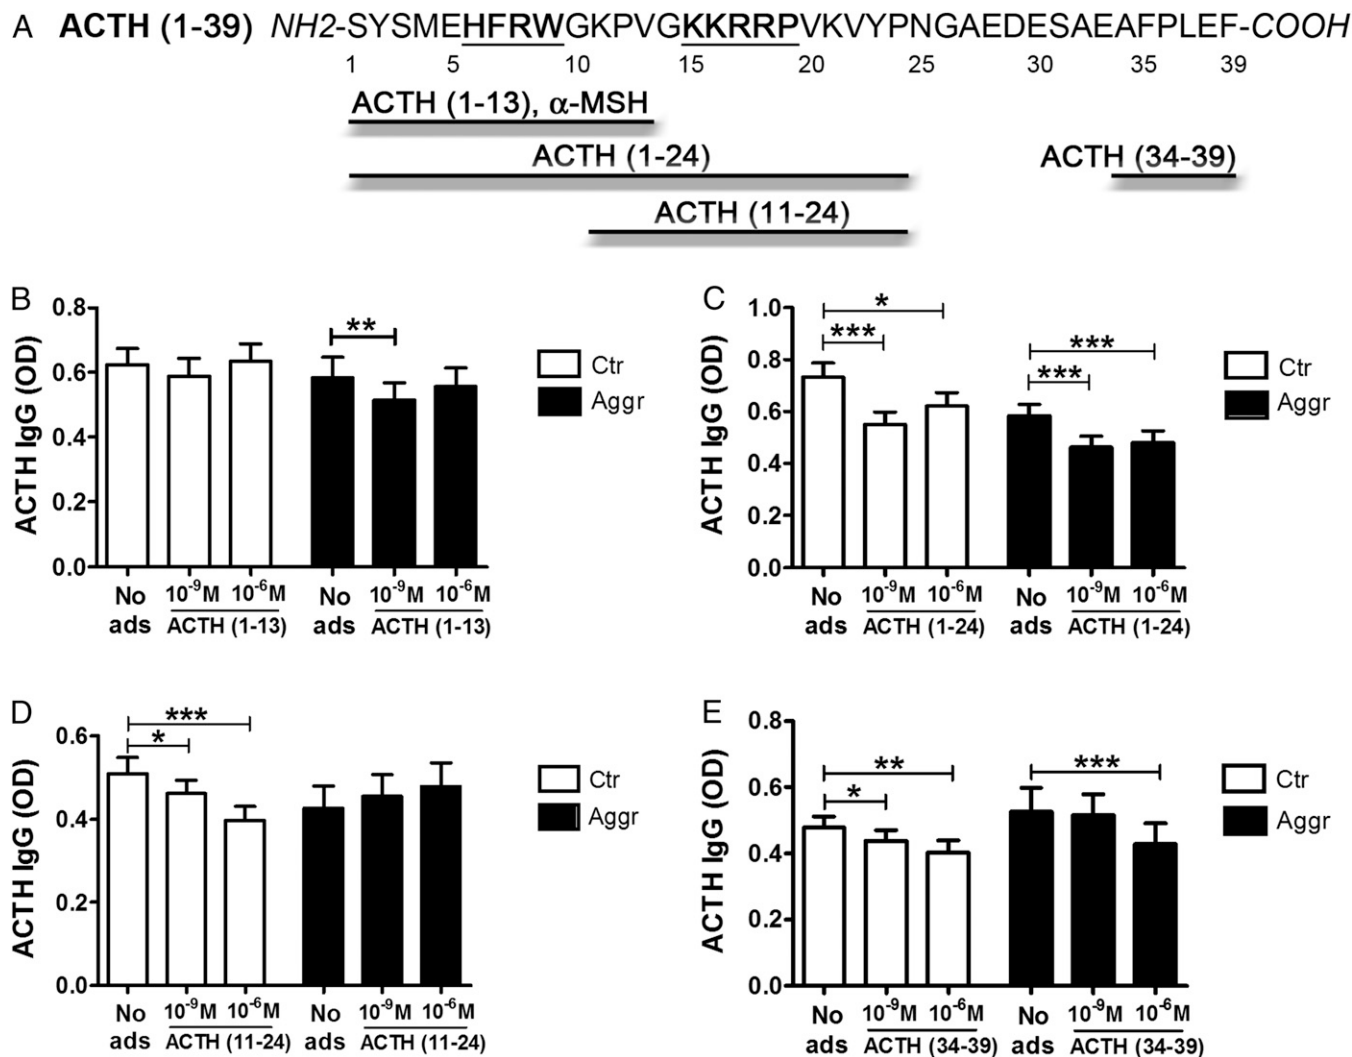 A ACTH (1-39) NH2-SYSMEHFRWGKPVGKKRRPVKVYPNGAEDESAEAFPLEF-COOH
1 5 10 15 20 25 30 35 39
ACTH (1-13), α-MSH
ACTH (1-24) ACTH (34-39)
ACTH (11-24)
B
ACTH IgG (OD)
0.8
0.6
0.4
0.2
0.0
**
Ctr
Aggr
No ads 10⁻⁹M 10⁻⁶M No ads 10⁻⁹M 10⁻⁶M
ACTH (1-13) ACTH (1-13)
C
ACTH IgG (OD)
1.0
0.8
0.6
0.4
0.2
0.0
*
***
***
***
Ctr
Aggr
No ads 10⁻⁹M 10⁻⁶M No ads 10⁻⁹M 10⁻⁶M
ACTH (1-24) ACTH (1-24)
D
ACTH IgG (OD)
0.6
0.4
0.2
0.0
***
*
Ctr
Aggr
No ads 10⁻⁹M 10⁻⁶M No ads 10⁻⁹M 10⁻⁶M
ACTH (11-24) ACTH (11-24)
E
ACTH IgG (OD)
0.8
0.6
0.4
0.2
0.0
**
*
***
Ctr
Aggr
No ads 10⁻⁹M 10⁻⁶M No ads 10⁻⁹M 10⁻⁶M
ACTH (34-39) ACTH (34-39)